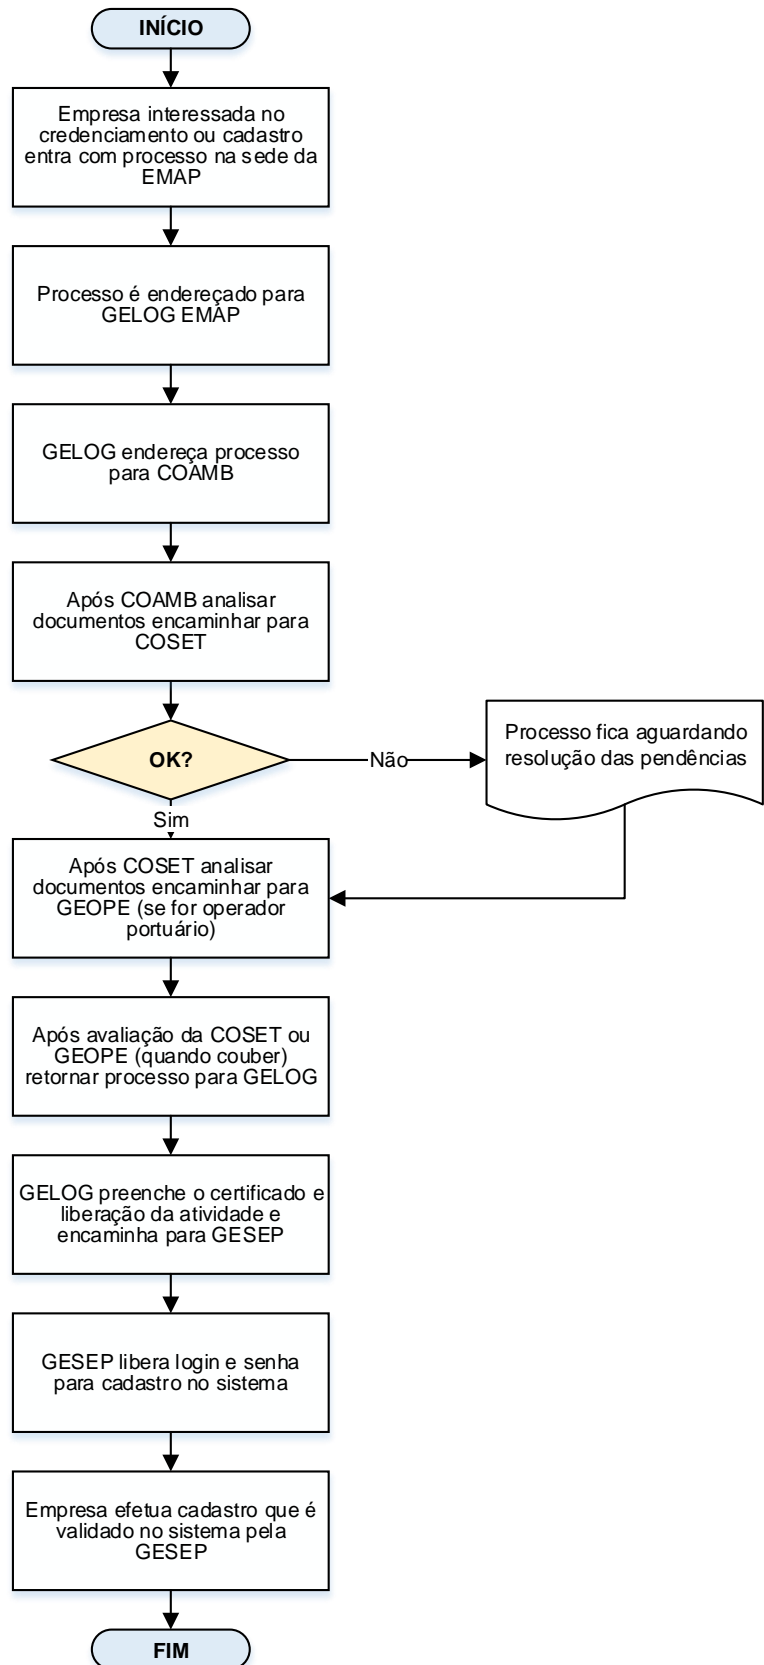 INÍCIO
Empresa interessada no
credenciamento ou cadastro
entra com processo na sede da
EMAP
Processo é endereçado para
GELOG EMAP
GELOG endereça processo
para COAMB
Após COAMB analisar
documentos encaminhar para
COSET
OK?
Não
Processo fica aguardando
resolução das pendências
Sim
Após COSET analisar
documentos encaminhar para
GEOPE (se for operador
portuário)
Após avaliação da COSET ou
GEOPE (quando couber)
retornar processo para GELOG
GELOG preenche o certificado e
liberação da atividade e
encaminha para GESEP
GESEP libera login e senha
para cadastro no sistema
Empresa efetua cadastro que é
validado no sistema pela
GESEP
FIM